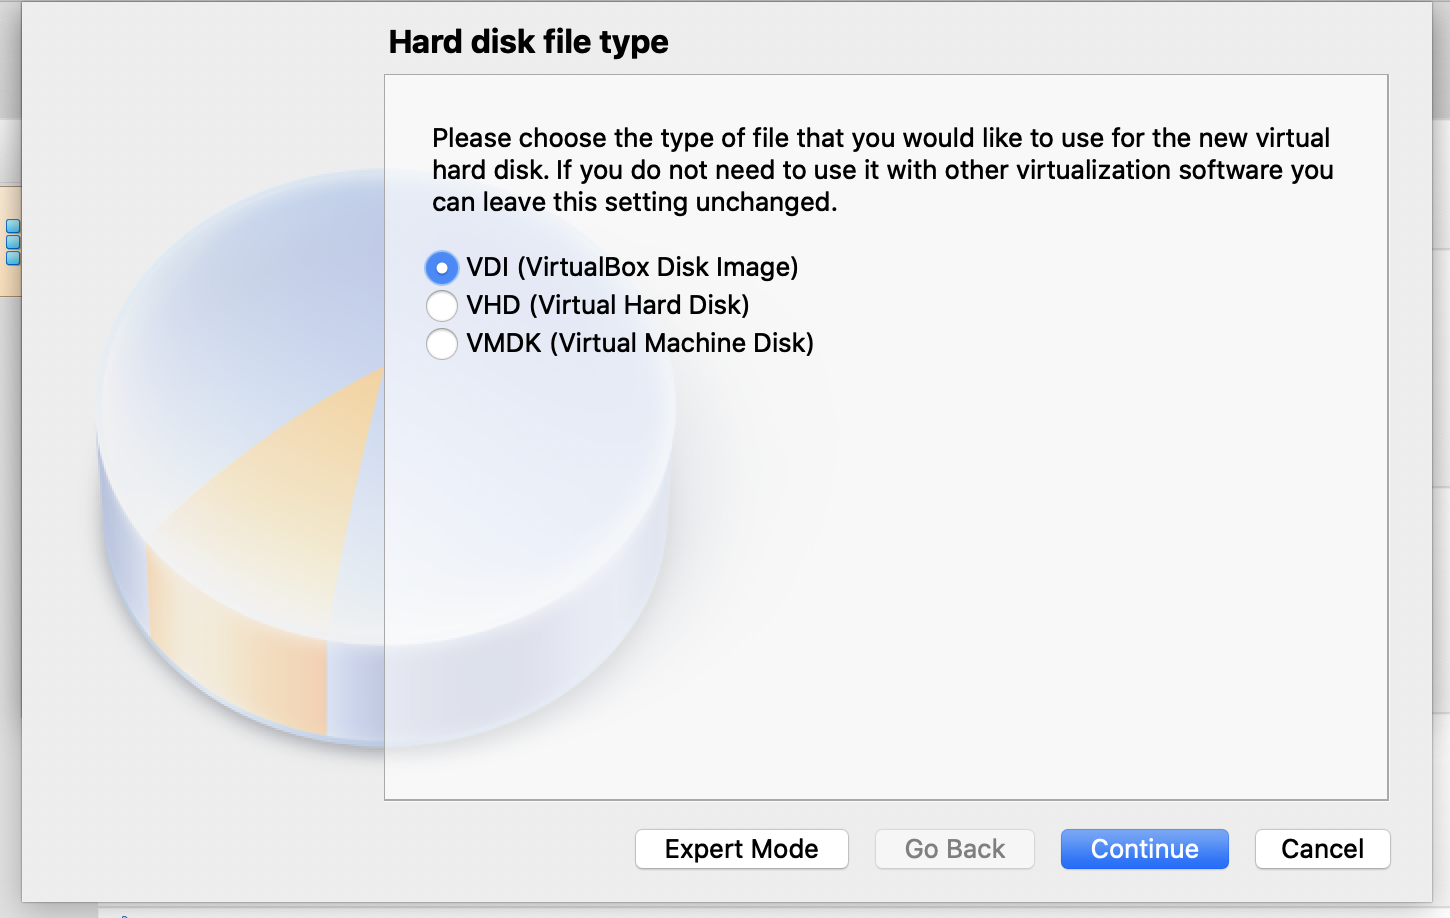 Hard disk file type
Please choose the type of file that you would like to use for the new virtual
hard disk. If you do not need to use it with other virtualization software you
can leave this setting unchanged.
VDI (VirtualBox Disk Image)
VHD (Virtual Hard Disk)
VMDK (Virtual Machine Disk)
Expert Mode
Go Back
Continue
Cancel